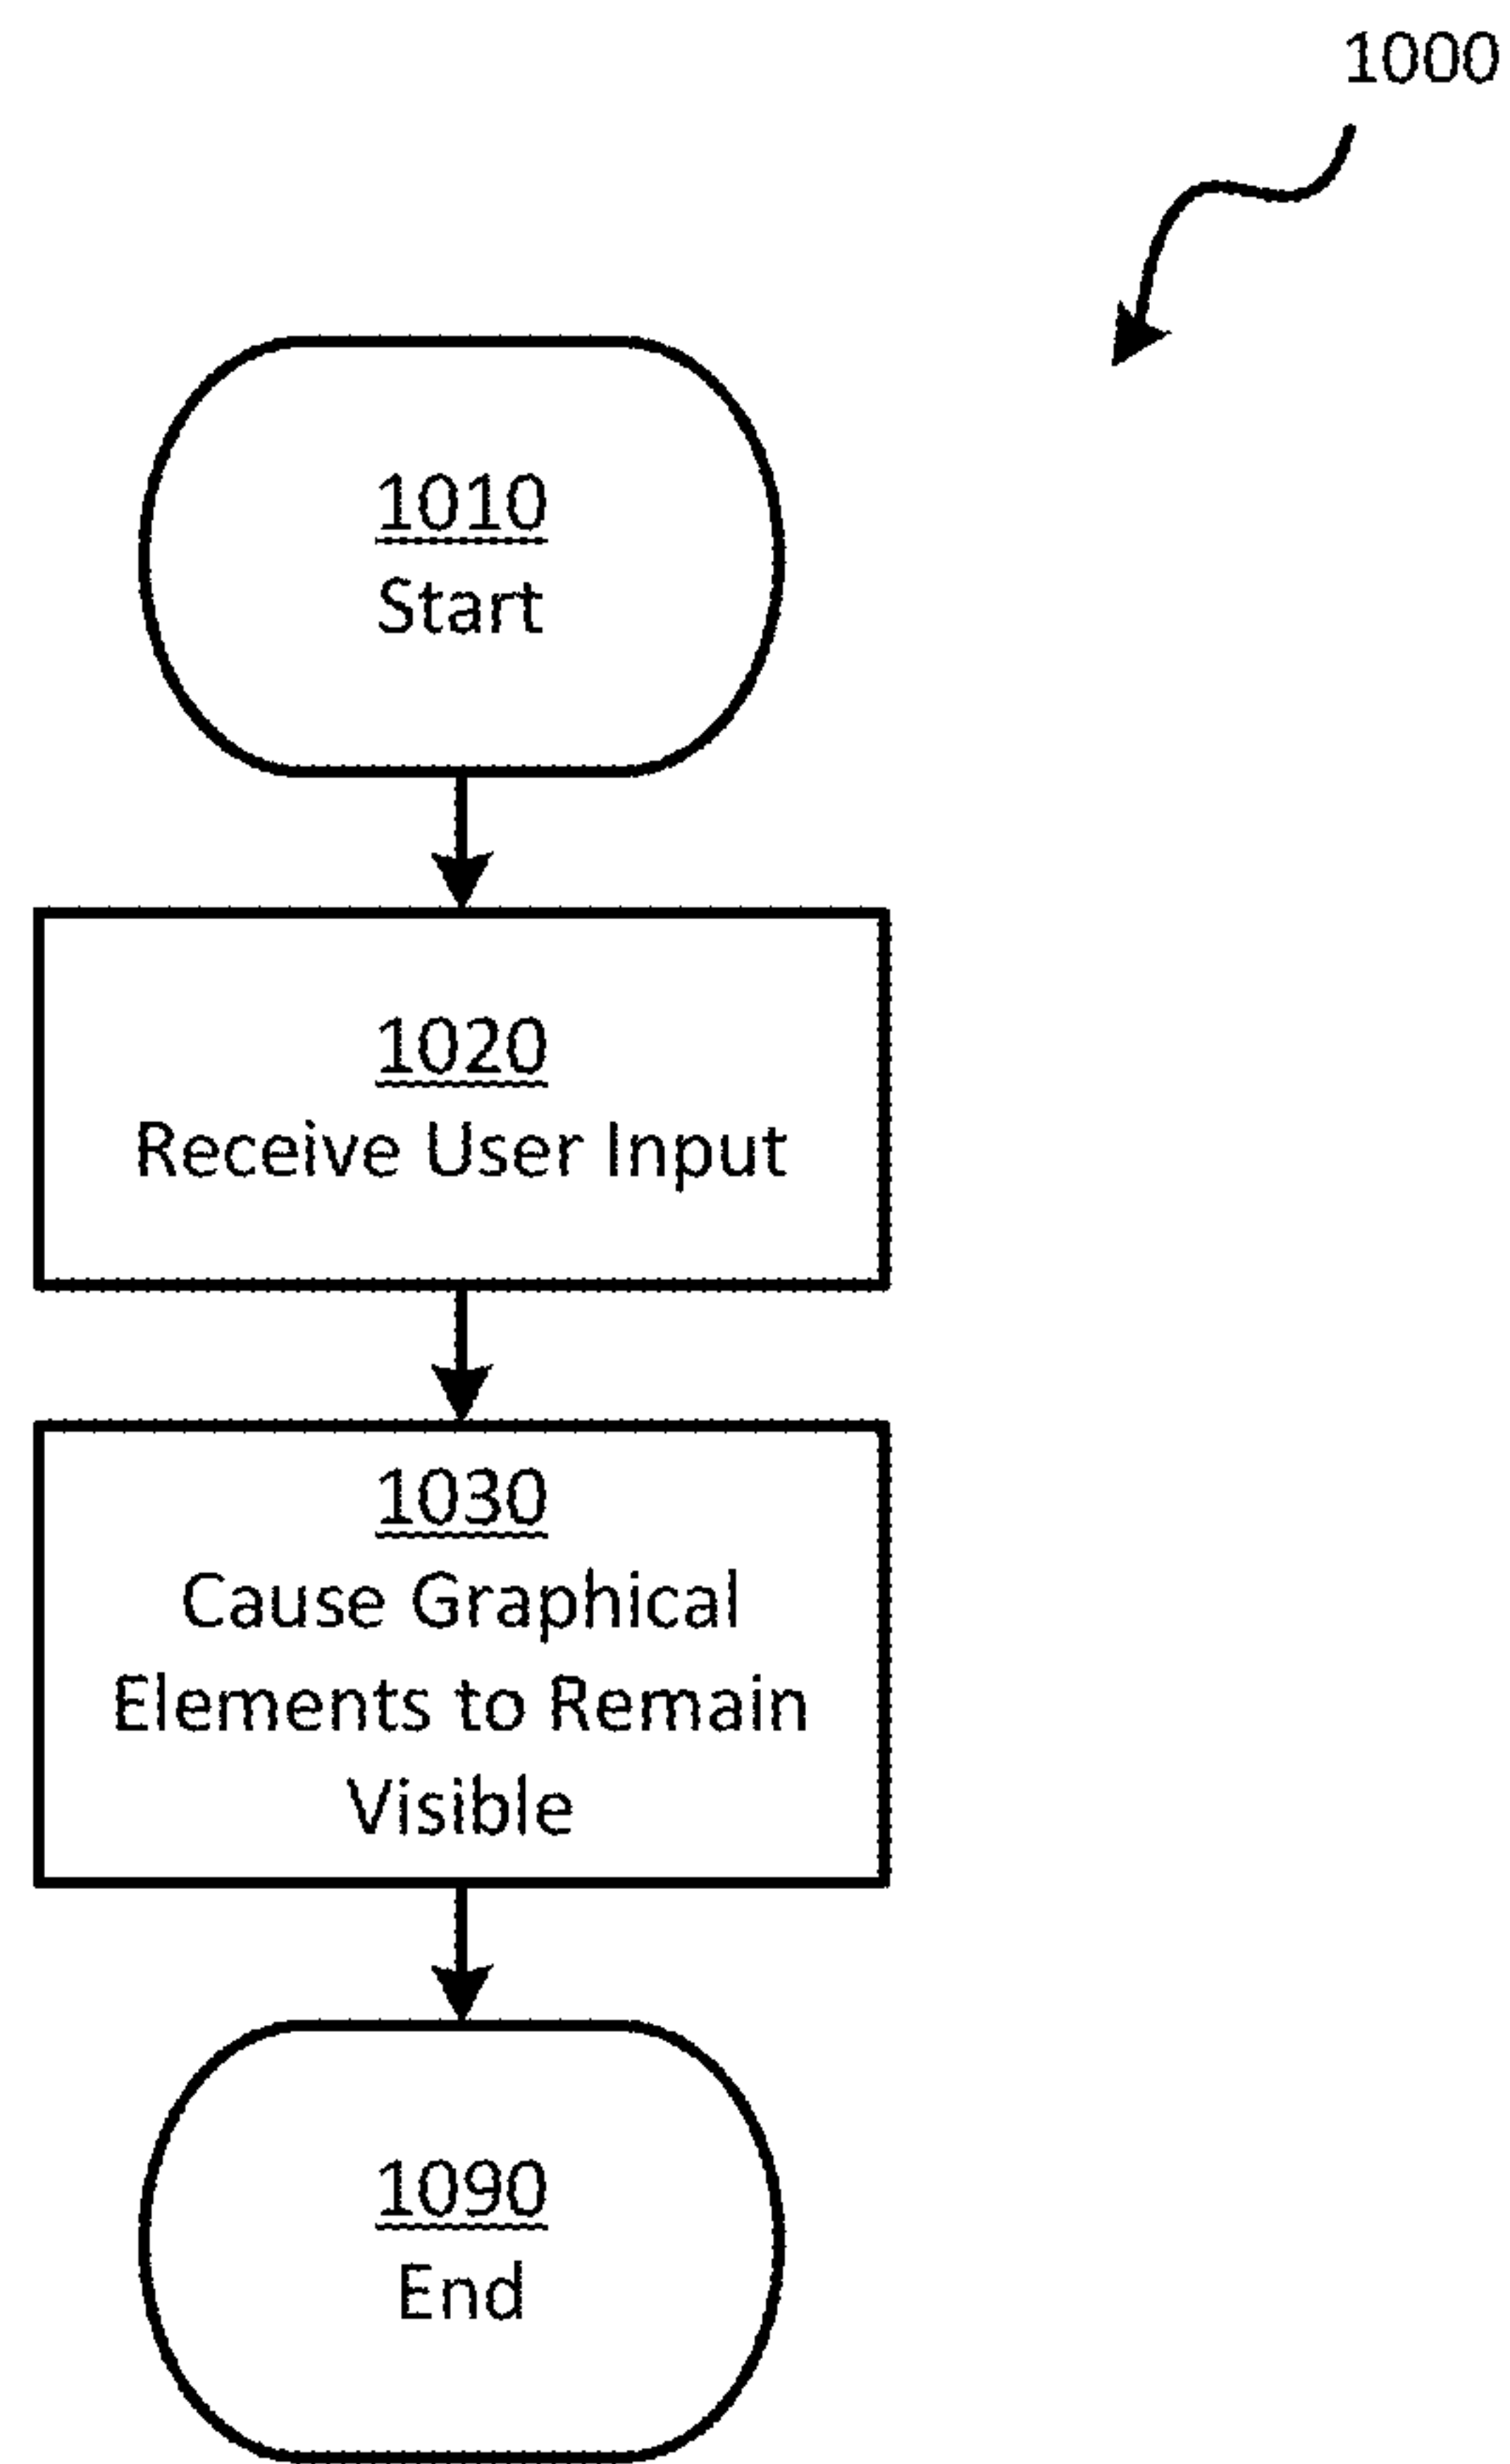 1000
1010
Start
1020
Receive User Input
1030
Cause Graphical
Elements to Remain
Visible
1090
End